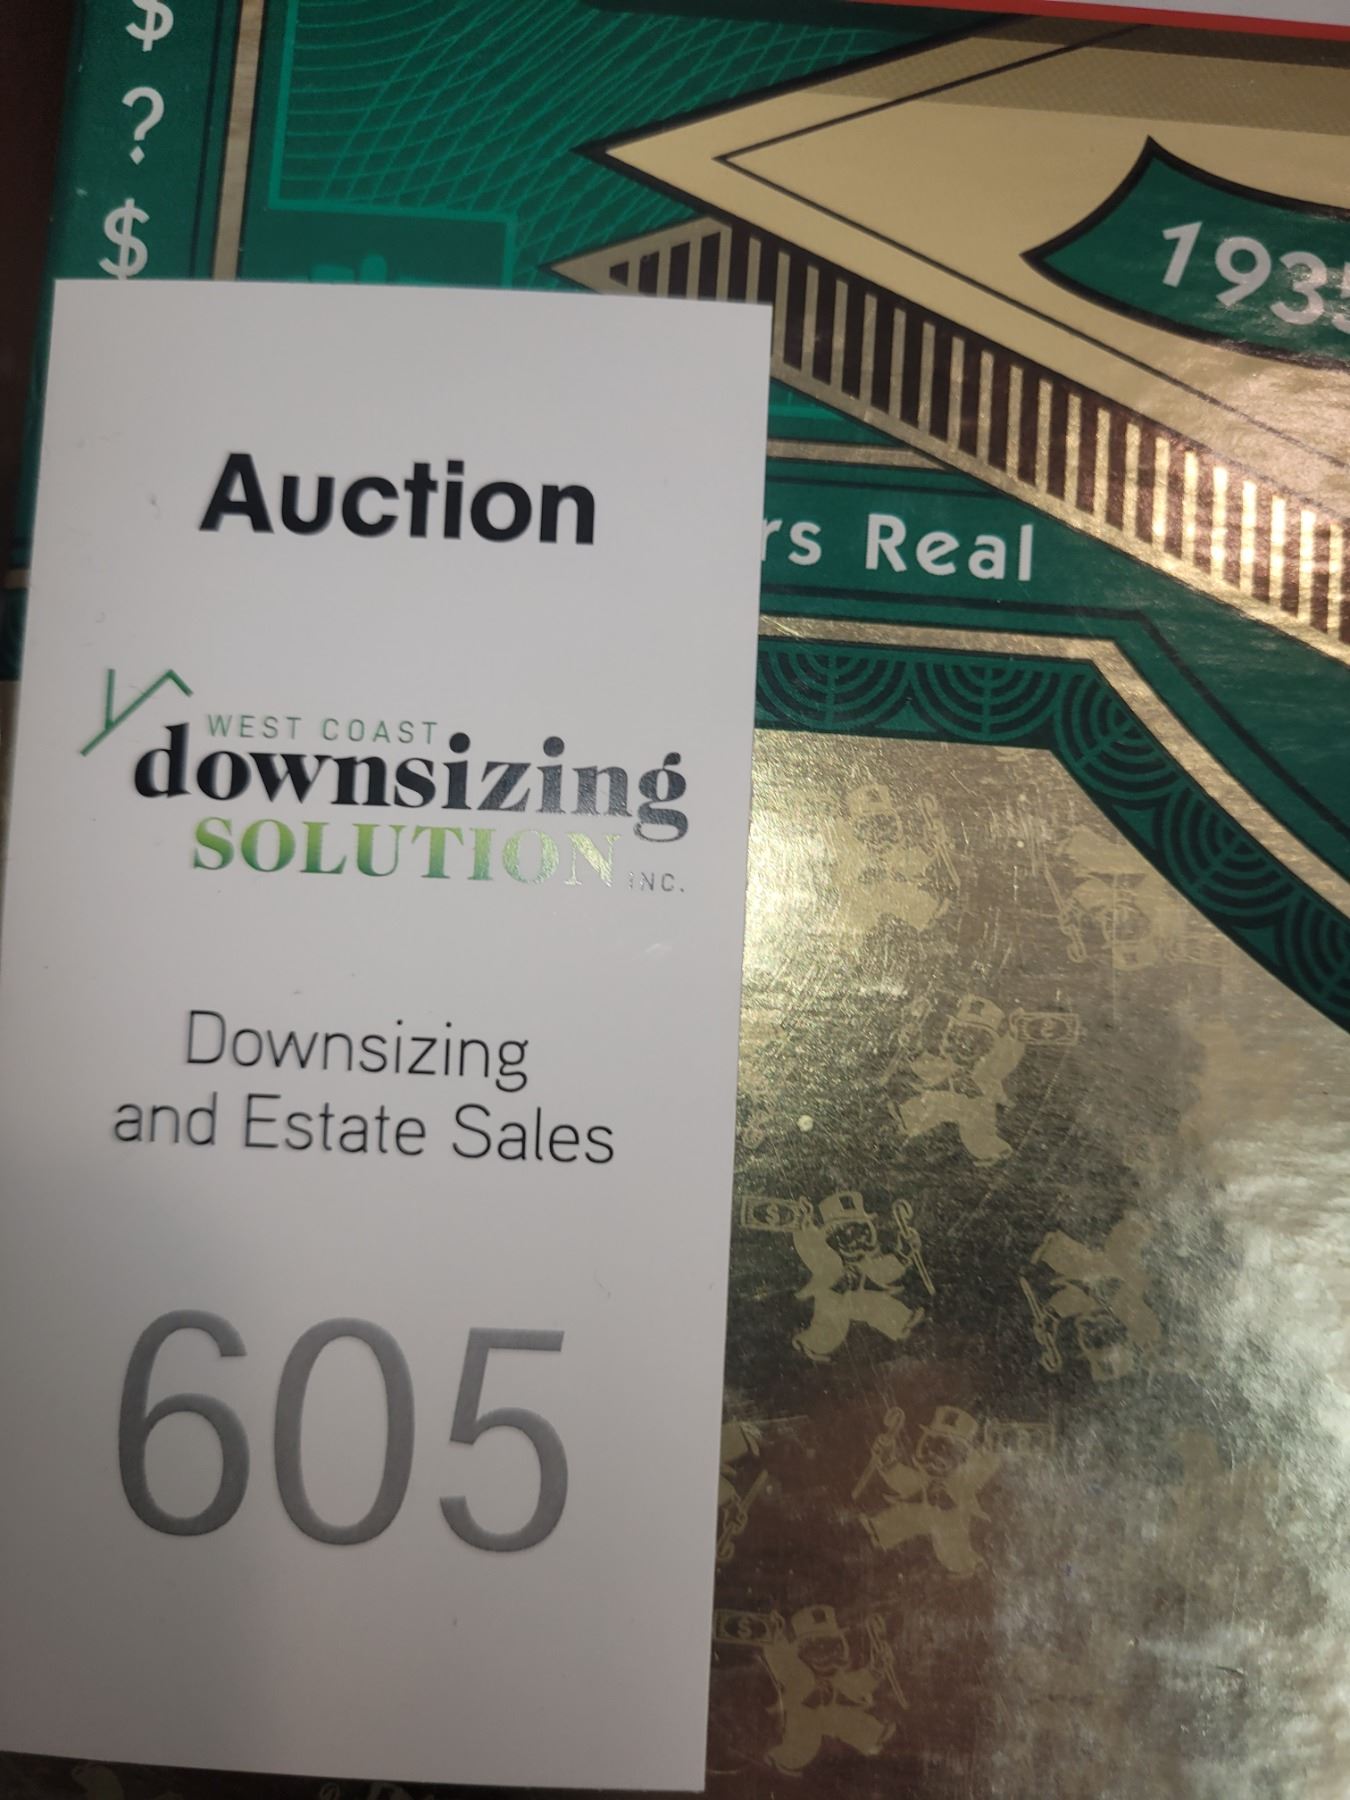 $
?
$
1935
rs Real
Auction
WEST COAST
downsizing
SOLUTION INC.
Downsizing
and Estate Sales
605